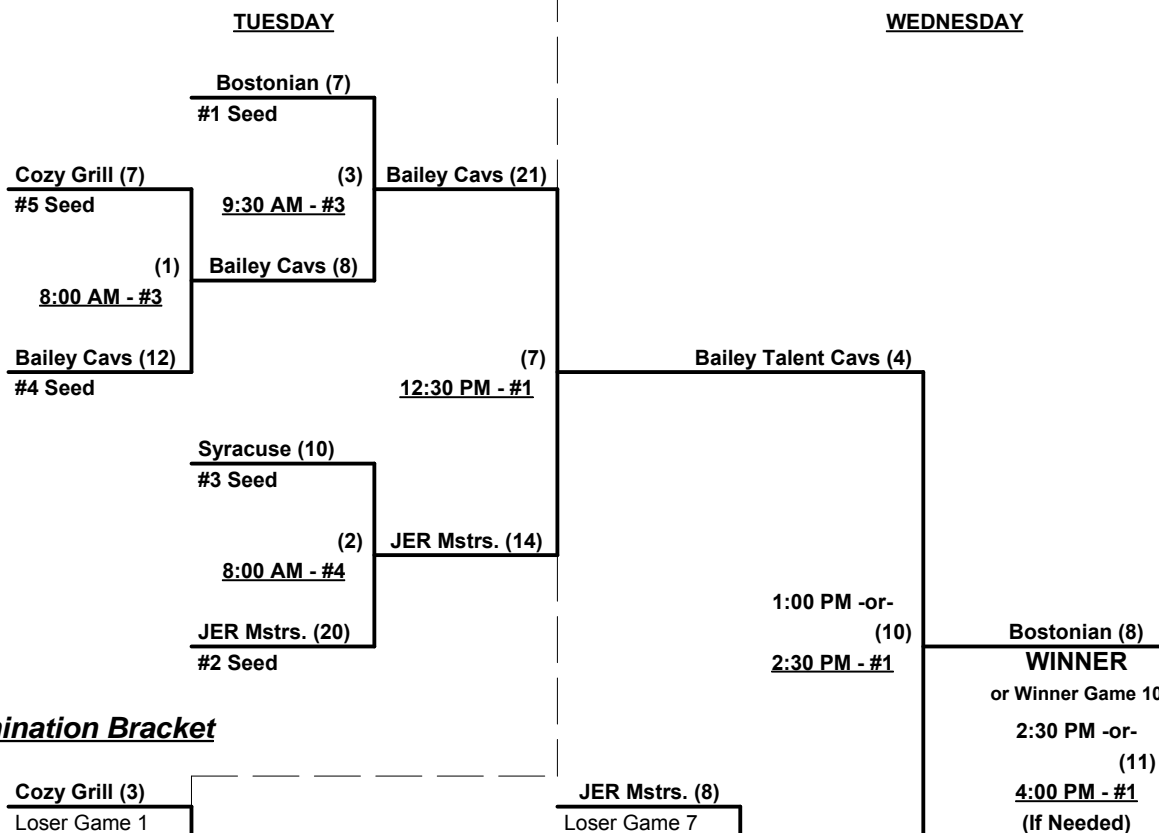 TUESDAY
WEDNESDAY
Bostonian (7)
#1 Seed
Cozy Grill (7)
#5 Seed
(3)
9:30 AM - #3
Bailey Cavs (21)
(1)
8:00 AM - #3
Bailey Cavs (8)
Bailey Cavs (12)
#4 Seed
(7)
12:30 PM - #1
Bailey Talent Cavs (4)
Syracuse (10)
#3 Seed
(2)
8:00 AM - #4
JER Mstrs. (14)
JER Mstrs. (20)
#2 Seed
1:00 PM -or-
(10)
2:30 PM - #1
Bostonian (8)
WINNER
or Winner Game 10
2:30 PM -or-
(11)
4:00 PM - #1
(If Needed)
mination Bracket
Cozy Grill (3)
Loser Game 1
JER Mstrs. (8)
Loser Game 7